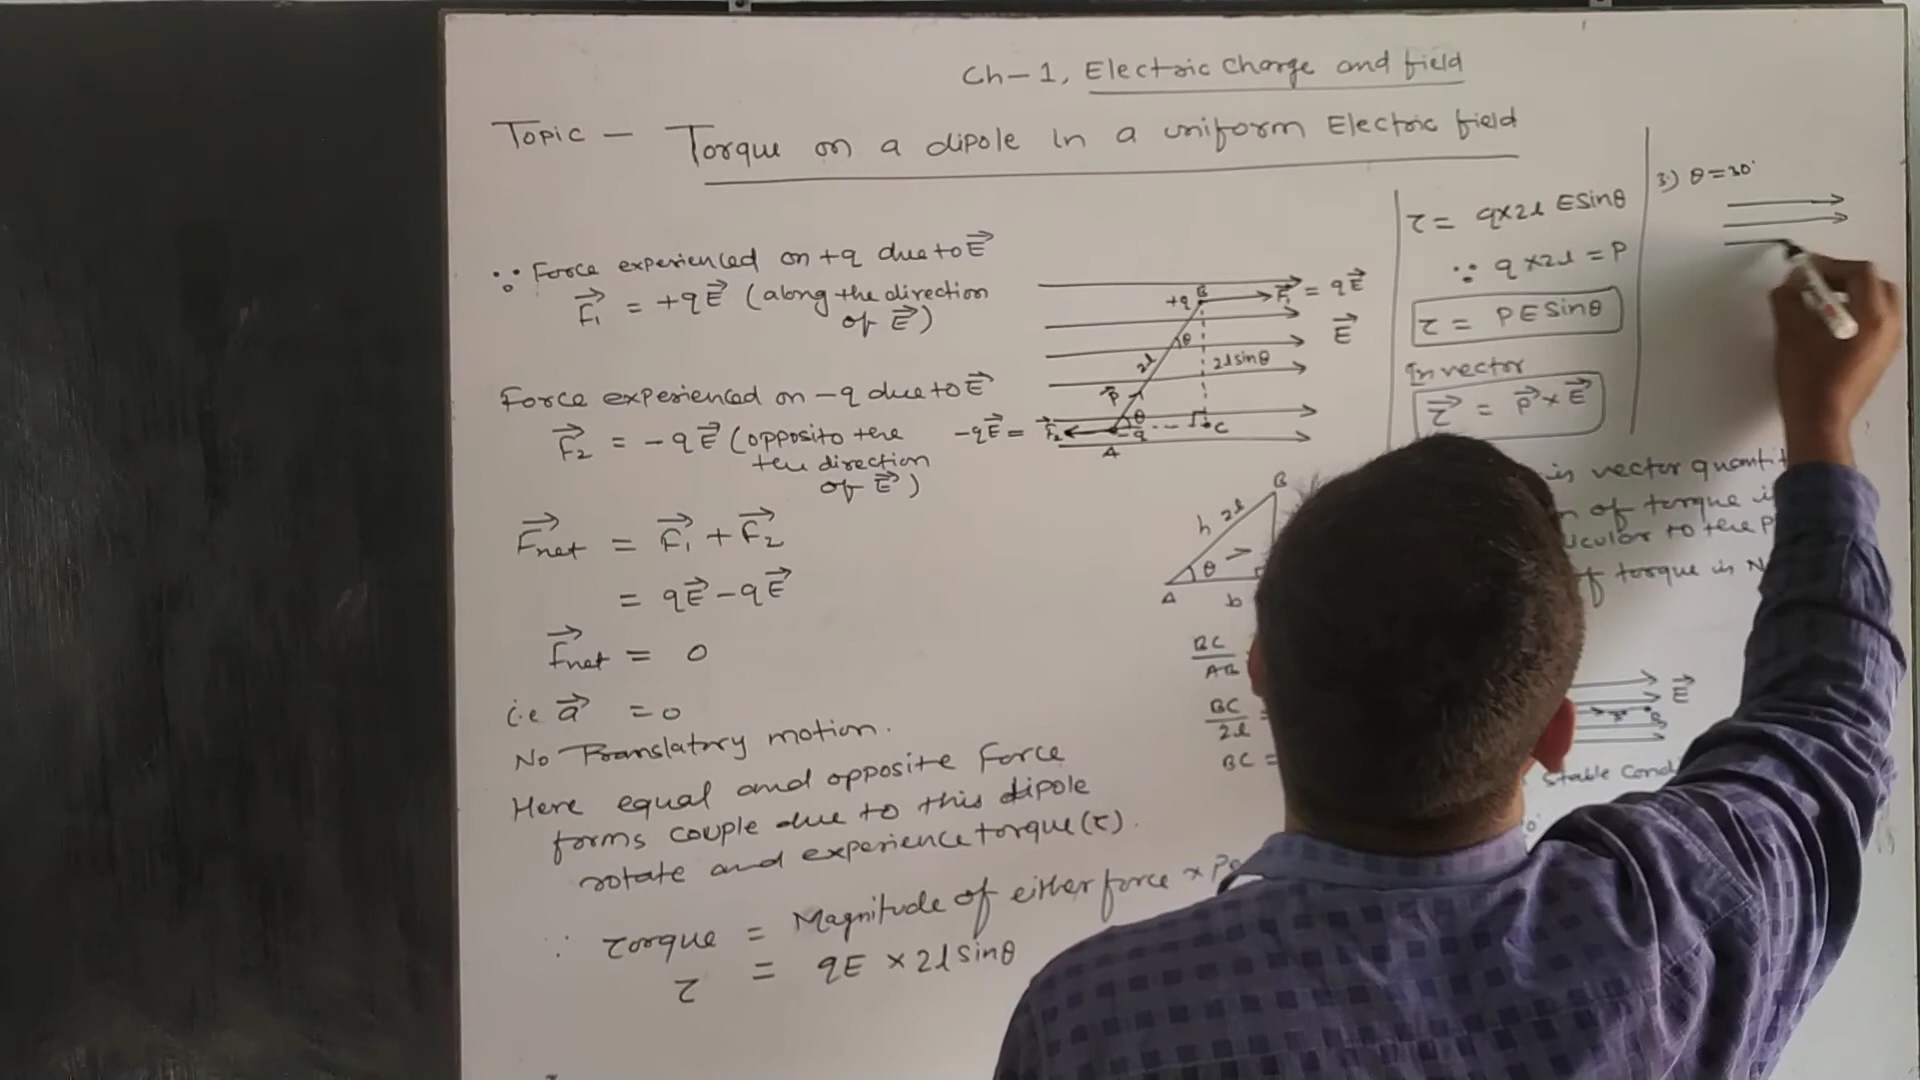 Ch-1, Electric Charge and field
Topic - Torque on a dipole in a uniform Electric field
∵ Force experienced on +q due to E⃗
F⃗₁ = +qE⃗ (along the direction
of E⃗)
Force experienced on -q due to E⃗
F⃗₂ = -qE⃗ (opposito the
the direction
of E⃗)
F⃗net = F⃗₁ + F⃗₂
= qE⃗ - qE⃗
F⃗net = 0
i.e a⃗ = 0
No Translatory motion.
Here equal and opposite Force
forms couple due to this dipole
rotate and experience torque (τ).
∴ τorque = Magnitude of either force ×
τ = qE × 2l sinθ
+q B F⃗₁ = qE⃗
E⃗
θ
2l
2l sinθ
P⃗
θ
-qE⃗ = F⃗₂ -q C
A
B
h 2l
θ
A b
BC
AB
BC
2l
BC =
τ = q×2l E sinθ
∵ q×2l = P
τ = PE sinθ
In vector
τ⃗ = P⃗ × E⃗
is vector quantit
of torque i
to the P
of torque is N
E⃗
Stable Cond
3) θ = 30°